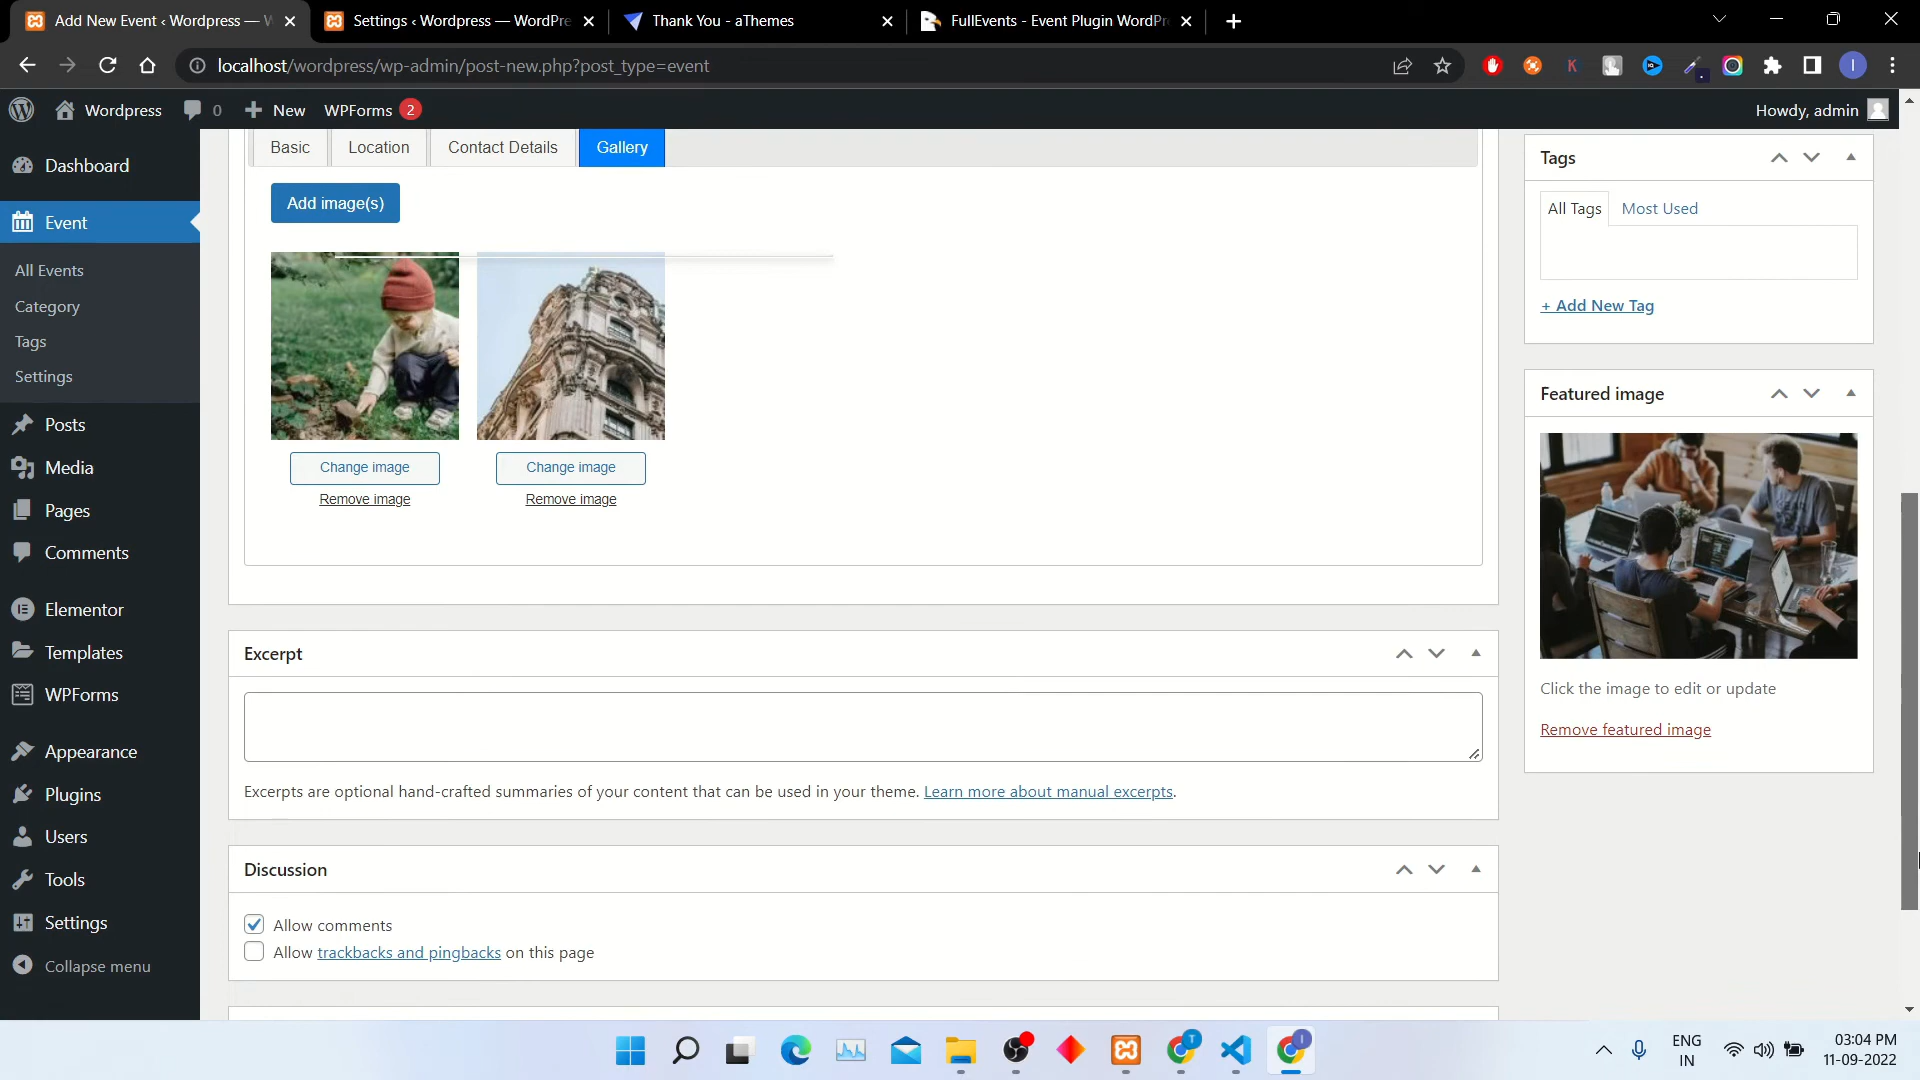 Add New Event ‹ Wordpress — W
Settings ‹ Wordpress — WordPre
Thank You - aThemes
FullEvents - Event Plugin WordPr
localhost/wordpress/wp-admin/post-new.php?post_type=event
Wordpress 0 New WPForms 2
Howdy, admin
Dashboard
Event
All Events
Category
Tags
Settings
Posts
Media
Pages
Comments
Elementor
Templates
WPForms
Appearance
Plugins
Users
Tools
Settings
Collapse menu
Basic Location Contact Details Gallery
Add image(s)
Change image Change image
Remove image Remove image
Excerpt
Excerpts are optional hand-crafted summaries of your content that can be used in your theme. Learn more about manual excerpts.
Discussion
Allow comments
Allow trackbacks and pingbacks on this page
Tags
All Tags Most Used
+ Add New Tag
Featured image
Click the image to edit or update
Remove featured image
ENG
IN
03:04 PM
11-09-2022